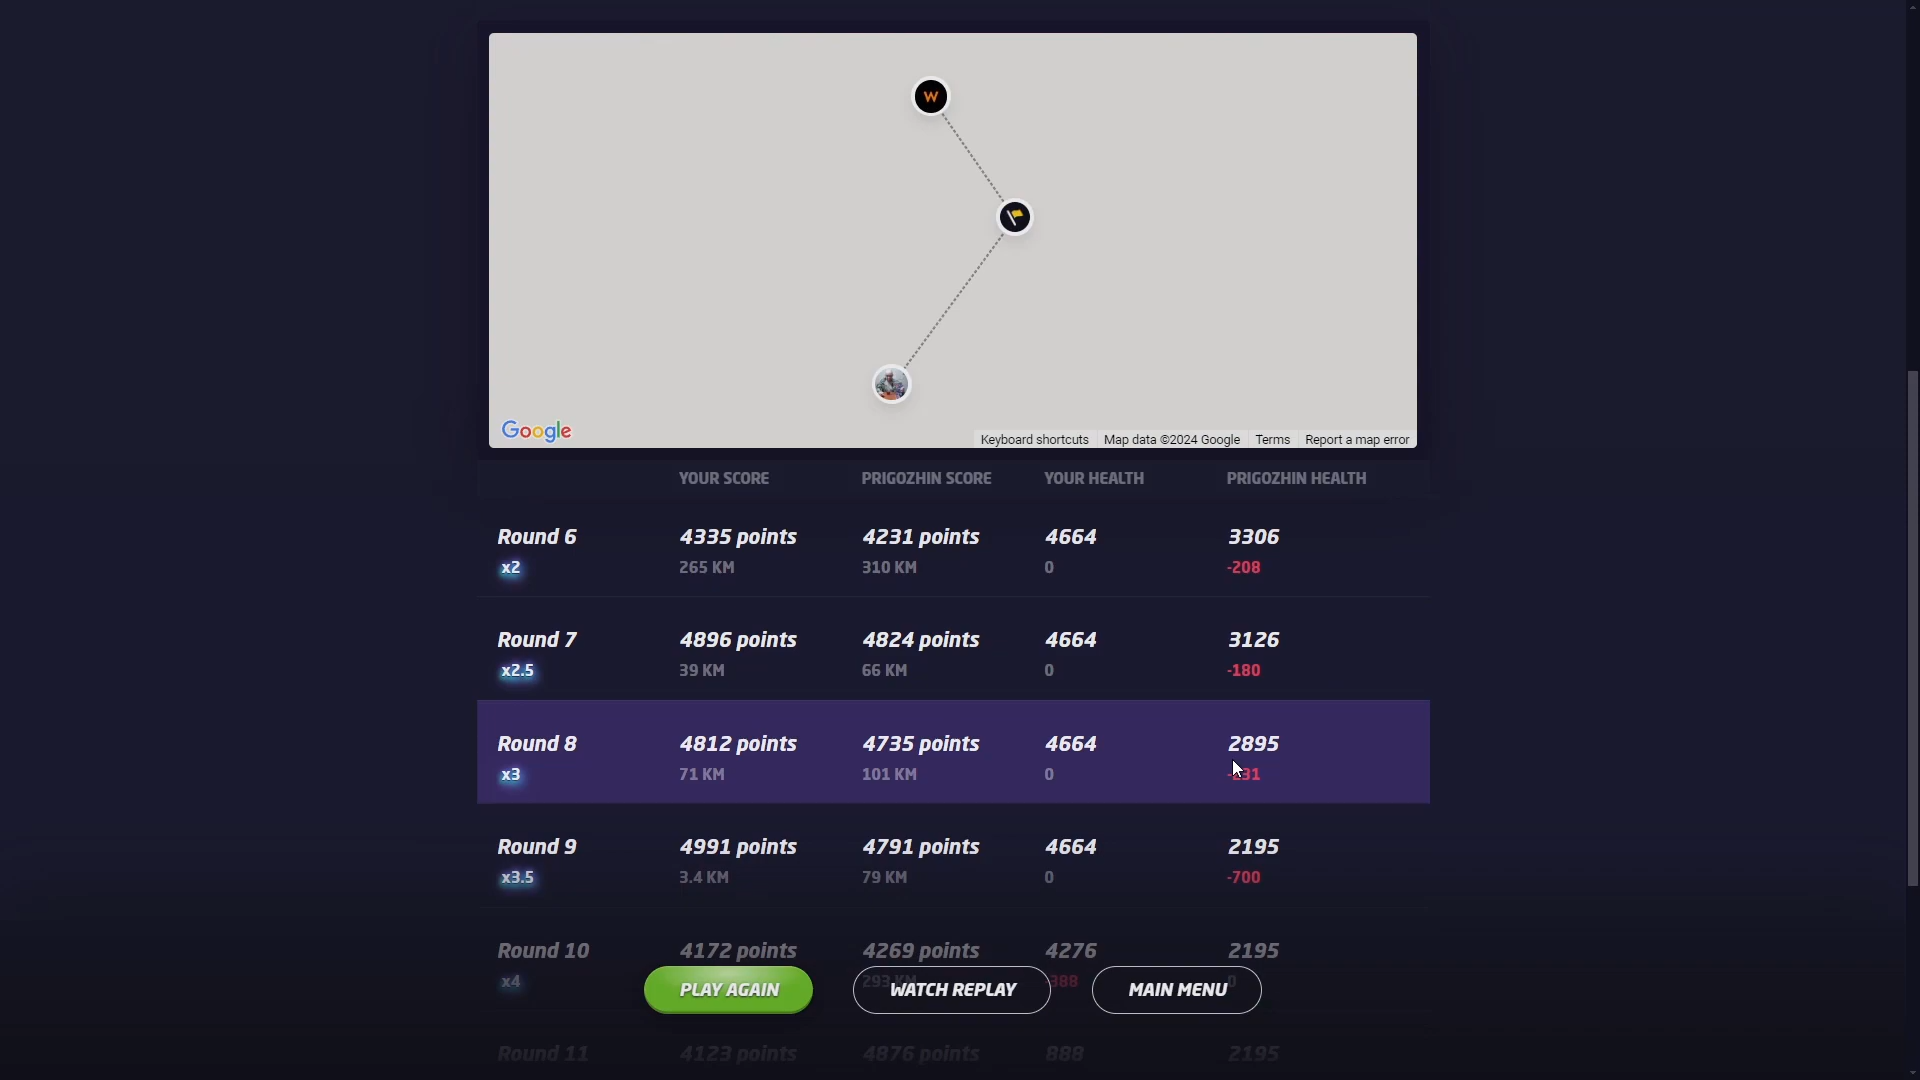 W
Google
Keyboard shortcuts Map data ©2024 Google Terms Report a map error
YOUR SCORE PRIGOZHIN SCORE YOUR HEALTH PRIGOZHIN HEALTH
Round 6 4335 points 4231 points 4664 3306
x2 265 KM 310 KM 0 -208
Round 7 4896 points 4824 points 4664 3126
x2.5 39 KM 66 KM 0 -180
Round 8 4812 points 4735 points 4664 2895
x3 71 KM 101 KM 0 -231
Round 9 4991 points 4791 points 4664 2195
x3.5 3.4 KM 79 KM 0 -700
Round 10 4172 points 4269 points 4276 2195
x4 293 KM -388 0
PLAY AGAIN WATCH REPLAY MAIN MENU
Round 11 4123 points 4876 points 888 2195